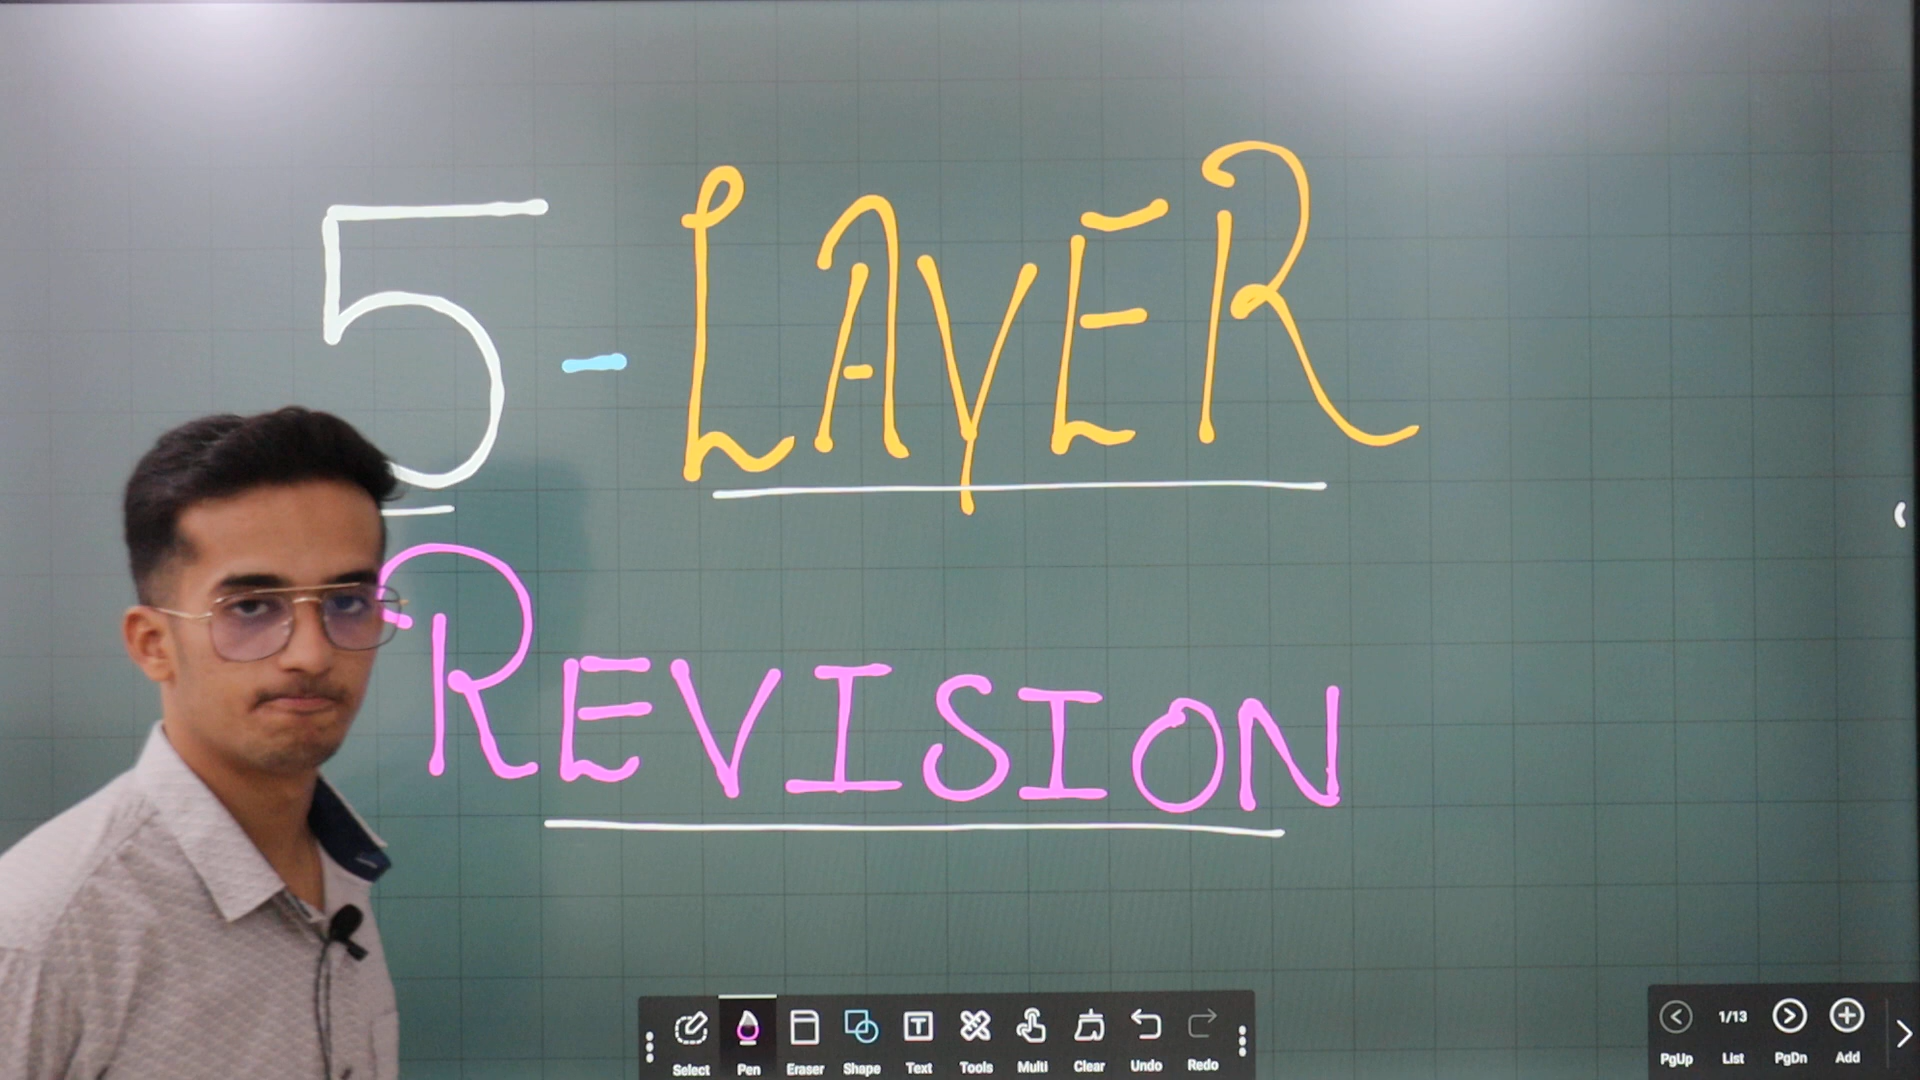 5 - LAYER
REVISION
Select Pen Eraser Shape Text Tools Multi Clear Undo Redo
1/13
PgUp List PgDn Add